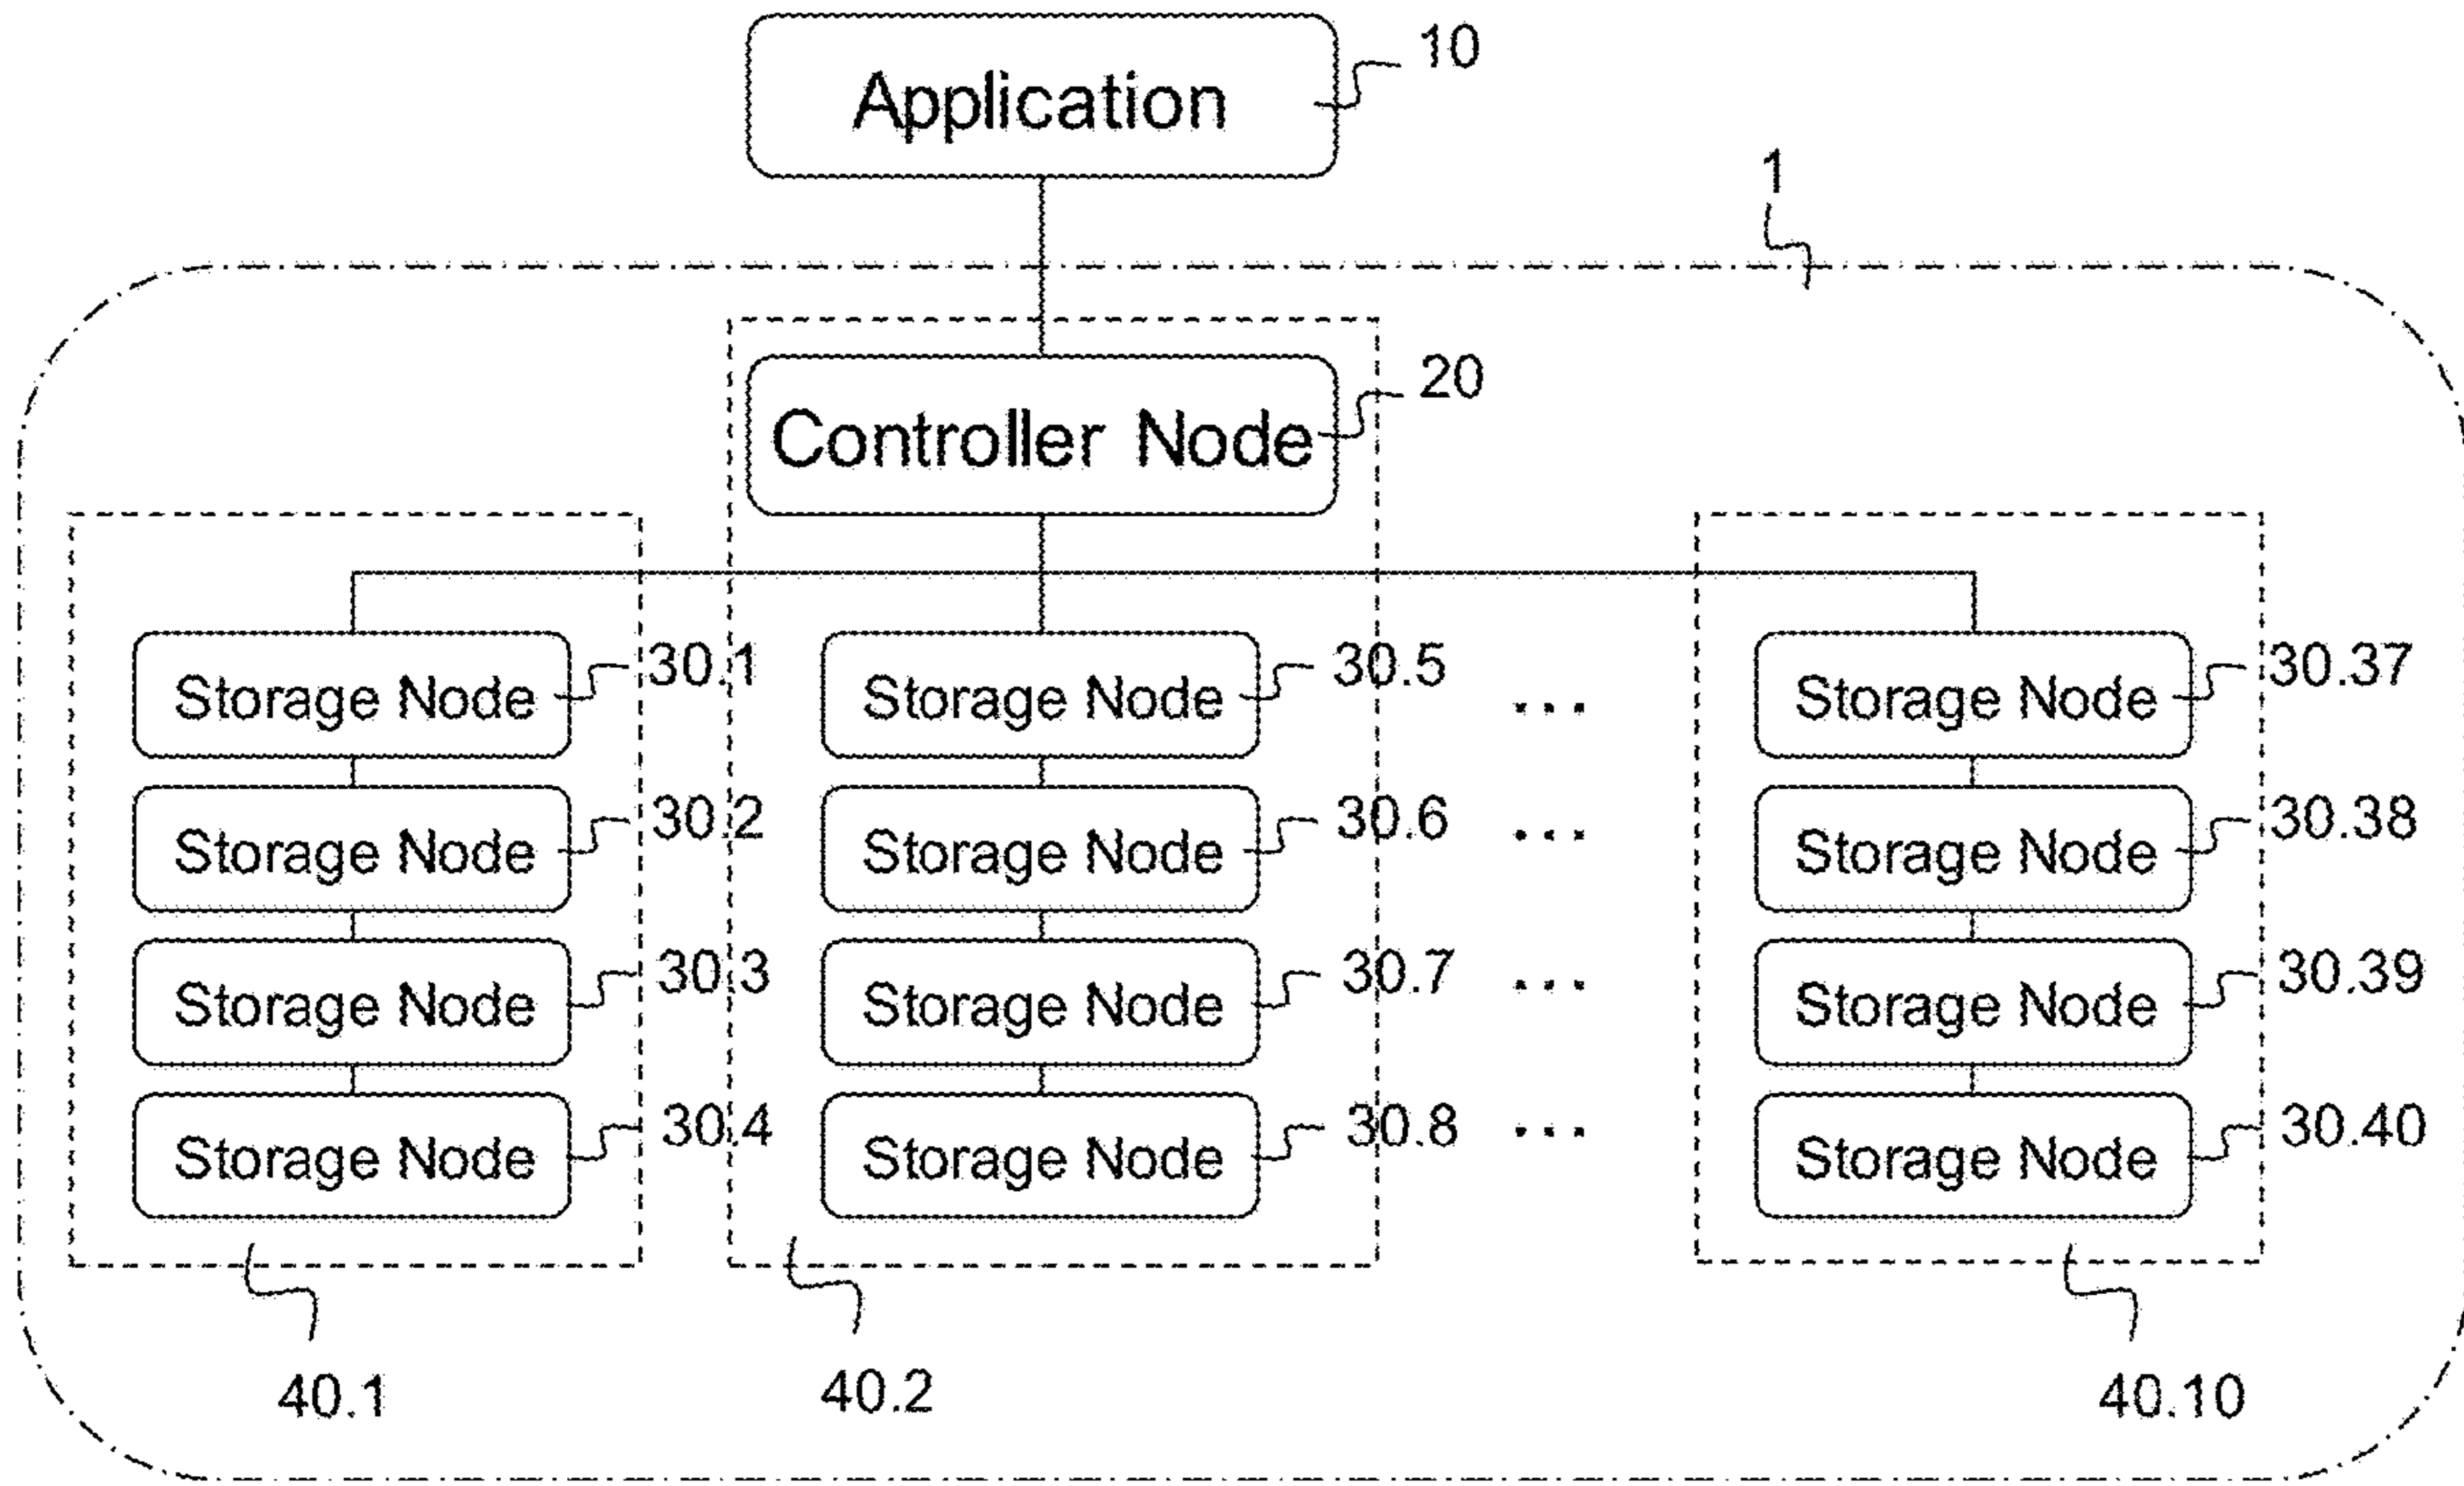 10
Application
1
20
Controller Node
30.1 30.5 30.37
Storage Node Storage Node ... Storage Node
30.2 30.6 ... 30.38
Storage Node Storage Node Storage Node
30.3 30.7 ... 30.39
Storage Node Storage Node Storage Node
30.4 30.8 ... 30.40
Storage Node Storage Node Storage Node
40.1 40.2 40.10